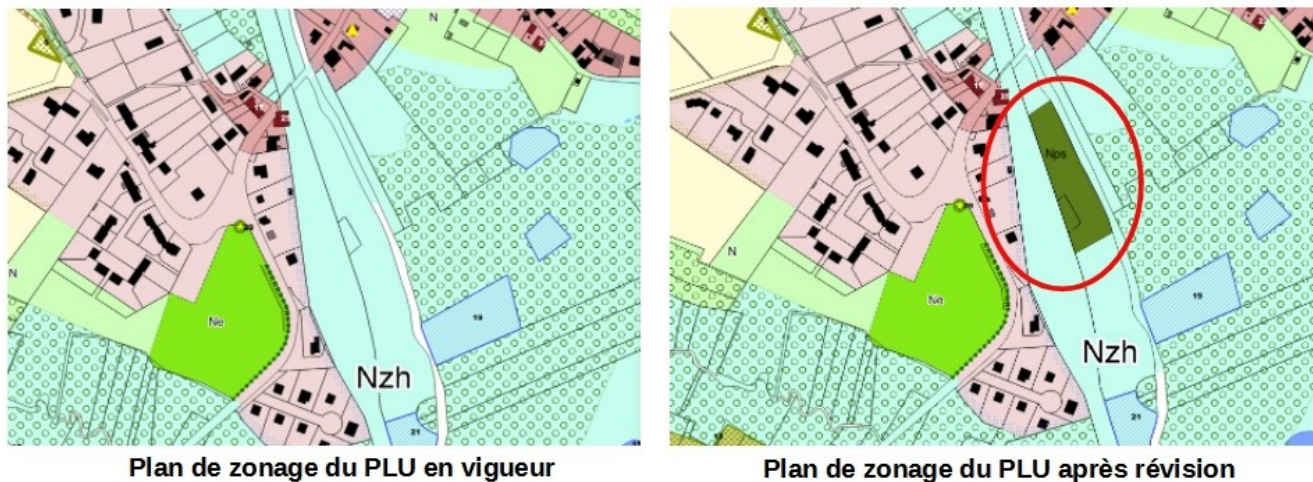 N
N
Ne
Nzh
19
21
Plan de zonage du PLU en vigueur
Nps
N
Ne
Nzh
19
21
Plan de zonage du PLU après révision